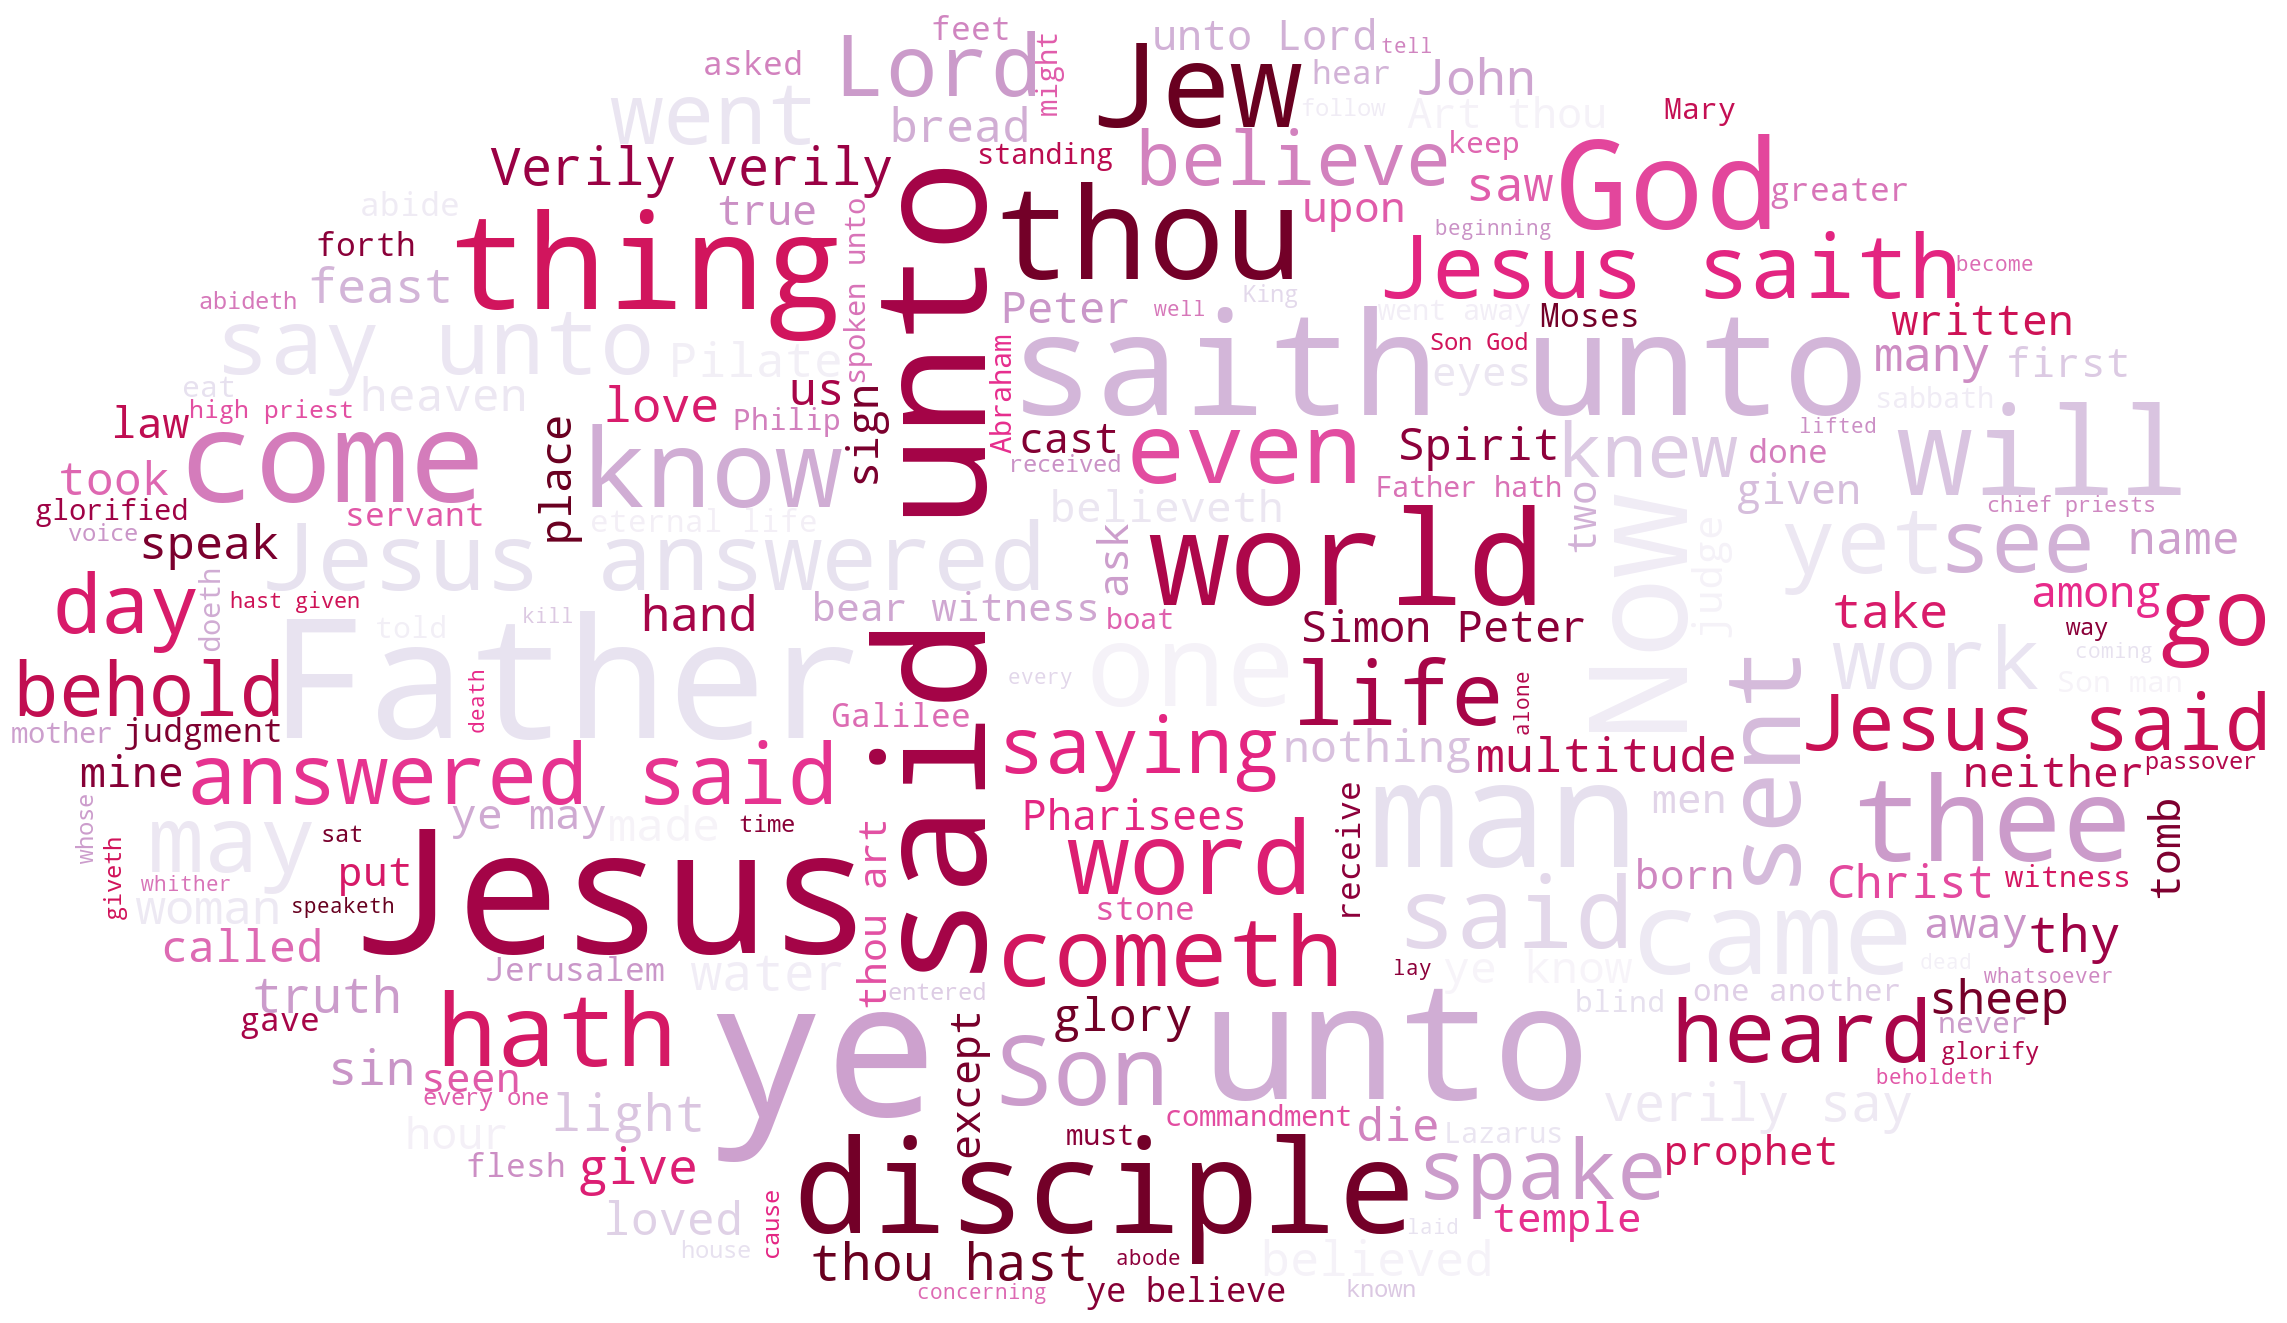 feet
unto Lord
tell
asked
Lord
might
Jew
hear
John
went
bread
follow
Art thou
Mary
Verily verily
standing
believe
keep
God
saw
greater
abide
true
spoken unto
said unto
thou
upon
beginning
forth
thing
Jesus saith
become
feast
abideth
Peter
well
King
went away
Moses
written
say unto
Pilate
Abraham
saith unto
Son God
many
first
eat
heaven
us
sign
eyes
sabbath
high priest
love
Philip
law
come
place
know
cast
even
Spirit
knew
lifted
will
done
took
received
Father hath
two
given
glorified
servant
eternal life
believeth
chief priests
voice
speak
Jesus answered
ask
world
Now
judge
yet
see
name
day
doeth
hast given
hand
bear witness
boat
take
among
go
told
kill
Simon Peter
way
behold
Father
death
every
one
life
alone
sent
work
coming
Son man
mother
judgment
Galilee
saying
nothing
multitude
Jesus said
mine
answered said
neither
passover
whose
may
ye may
made
time
Pharisees
receive
man
men
thee
tomb
sat
giveth
put
thou art
word
born
Christ
witness
whither
woman
speaketh
Jesus
stone
said
came
away
thy
called
cometh
lay
ye know
dead
whatsoever
Jerusalem
water
entered
truth
gave
hath
ye
except
son
glory
unto
blind
one another
heard
sheep
never
glorify
sin
seen
every one
beholdeth
light
commandment
verily say
hour
must
die
Lazarus
flesh
give
disciple
spake
prophet
loved
cause
house
laid
temple
thou hast
abode
believed
concerning
ye believe
known